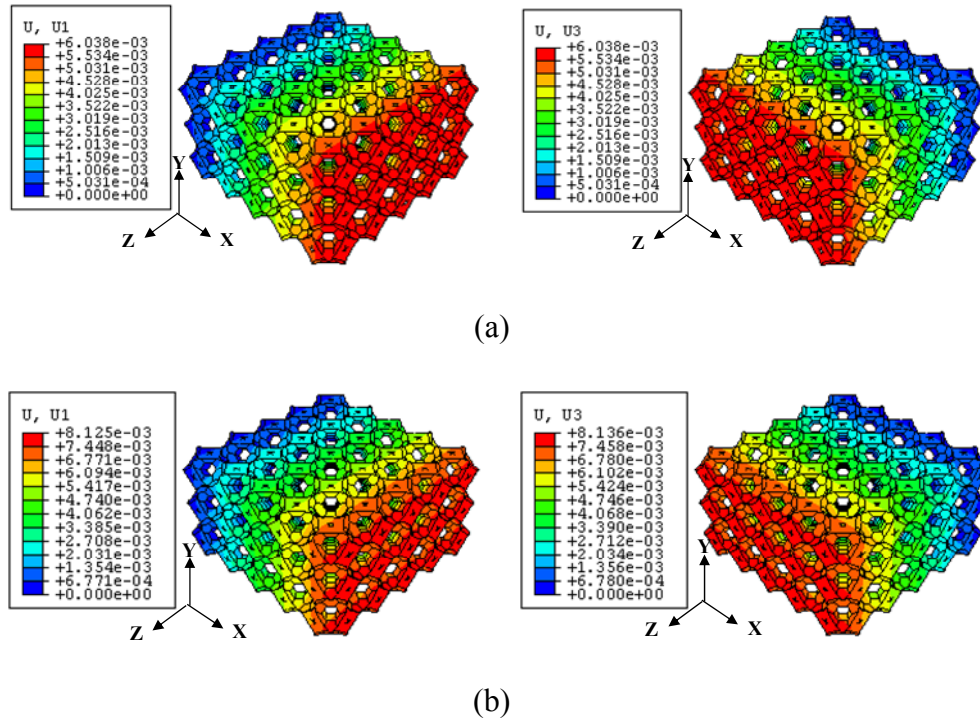 U, U1
+6.038e-03
+5.534e-03
+5.031e-03
+4.528e-03
+4.025e-03
+3.522e-03
+3.019e-03
+2.516e-03
+2.013e-03
+1.509e-03
+1.006e-03
+5.031e-04
+0.000e+00
Y
Z
X
U, U3
+6.038e-03
+5.534e-03
+5.031e-03
+4.528e-03
+4.025e-03
+3.522e-03
+3.019e-03
+2.516e-03
+2.013e-03
+1.509e-03
+1.006e-03
+5.031e-04
+0.000e+00
Y
Z
X
(a)
U, U1
+8.125e-03
+7.448e-03
+6.771e-03
+6.094e-03
+5.417e-03
+4.740e-03
+4.062e-03
+3.385e-03
+2.708e-03
+2.031e-03
+1.354e-03
+6.771e-04
+0.000e+00
Y
Z
X
U, U3
+8.136e-03
+7.458e-03
+6.780e-03
+6.102e-03
+5.424e-03
+4.746e-03
+4.068e-03
+3.390e-03
+2.712e-03
+2.034e-03
+1.356e-03
+6.780e-04
+0.000e+00
Y
Z
X
(b)